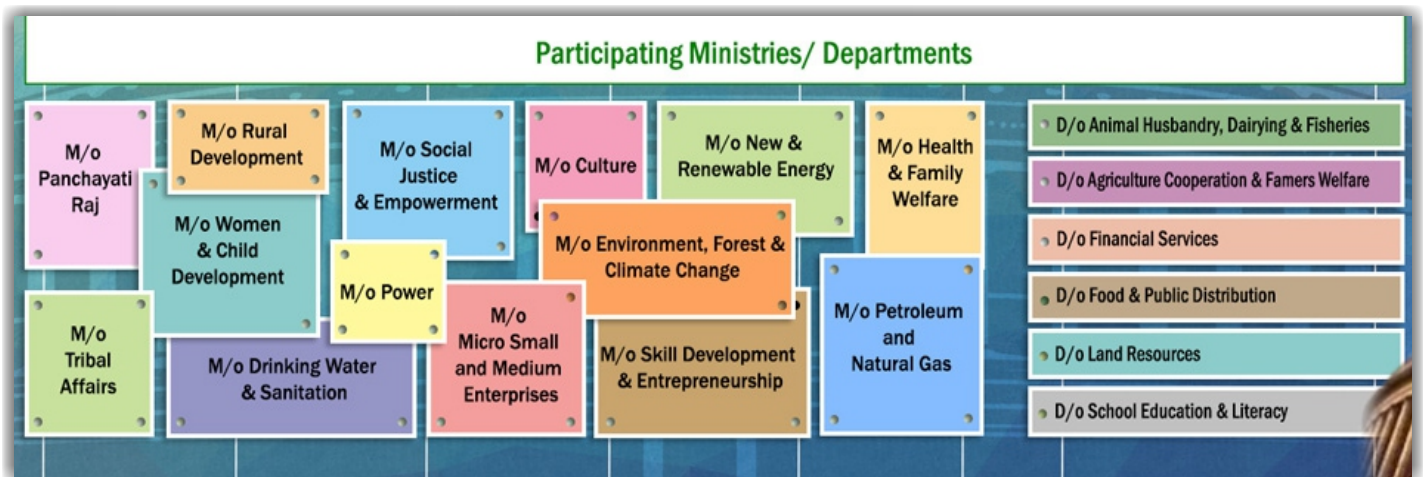 Participating Ministries/ Departments
M/o
Panchayati
Raj
M/o Rural
Development
M/o Social
Justice
& Empowerment
M/o Culture
M/o New &
Renewable Energy
M/o Health
& Family
Welfare
M/o Women
& Child
Development
M/o Power
M/o Environment, Forest &
Climate Change
M/o
Tribal
Affairs
M/o Drinking Water
& Sanitation
M/o
Micro Small
and Medium
Enterprises
M/o Skill Development
& Entrepreneurship
M/o Petroleum
and
Natural Gas
D/o Animal Husbandry, Dairying & Fisheries
D/o Agriculture Cooperation & Famers Welfare
D/o Financial Services
D/o Food & Public Distribution
D/o Land Resources
D/o School Education & Literacy